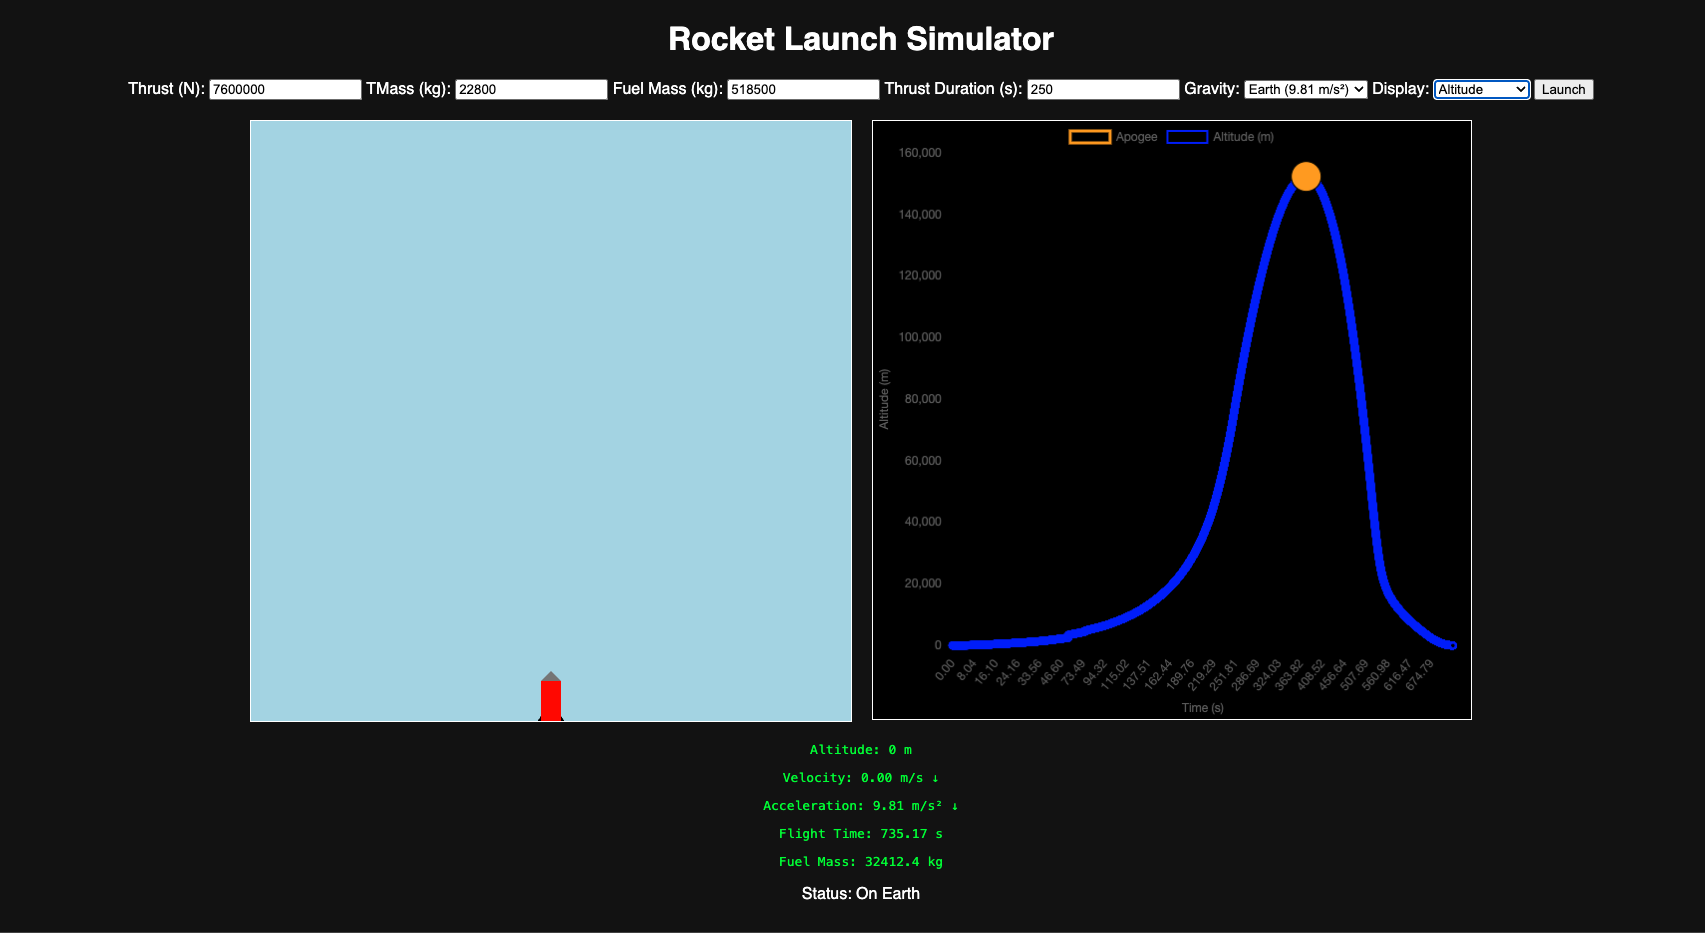 Rocket Launch Simulator
Thrust (N): 7600000 TMass (kg): 22800 Fuel Mass (kg): 518500 Thrust Duration (s): 250 Gravity: Earth (9.81 m/s²) Display: Altitude Launch
Apogee Altitude (m)
160,000
140,000
120,000
100,000
80,000
60,000
40,000
20,000
0
Altitude (m)
0.00 8.04 16.10 24.16 33.56 46.60 73.49 94.32 115.02 137.51 162.44 189.76 219.29 251.81 286.69 324.03 363.82 408.52 456.64 507.69 560.98 616.47 674.79
Time (s)
Altitude: 0 m
Velocity: 0.00 m/s ↓
Acceleration: 9.81 m/s² ↓
Flight Time: 735.17 s
Fuel Mass: 32412.4 kg
Status: On Earth